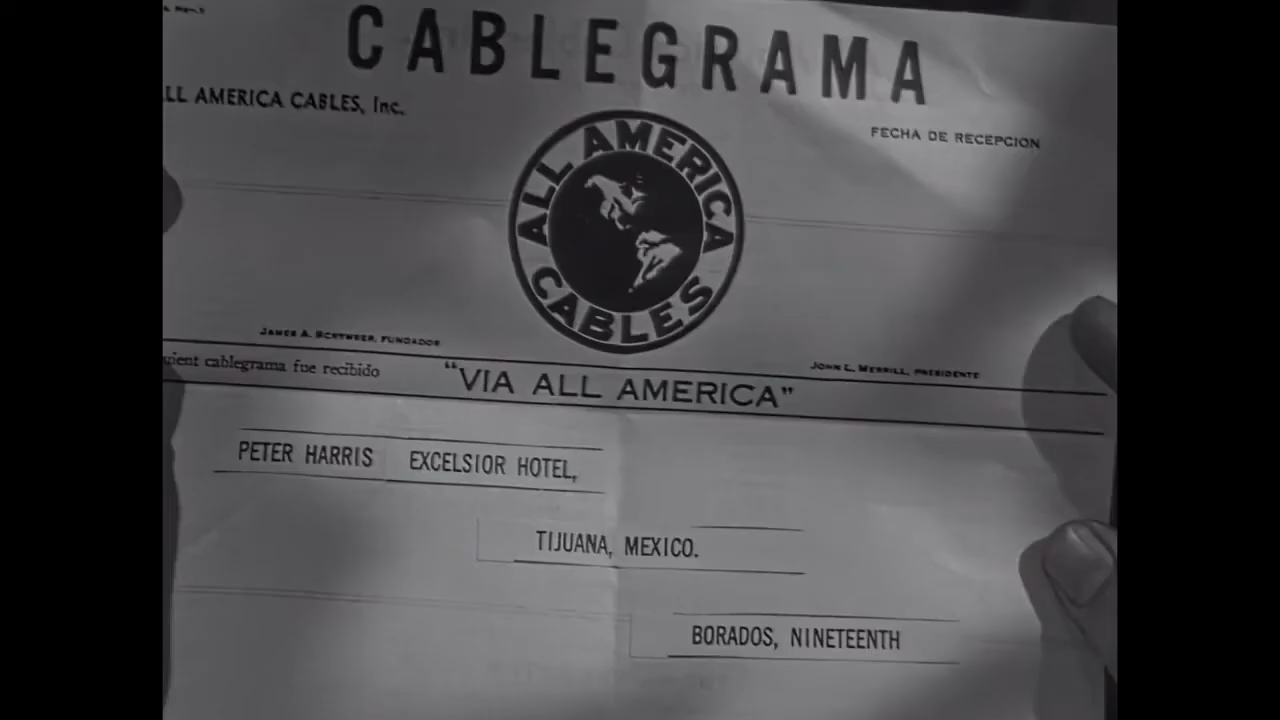 CABLEGRAMA
LL AMERICA CABLES, Inc.
FECHA DE RECEPCION
ALL AMERICA
CABLES
JAMES A. SCRYMSER, FUNDADOR
JOHN L. MERRILL, PRESIDENTE
cablegrama fue recibido
"VIA ALL AMERICA"
PETER HARRIS EXCELSIOR HOTEL,
TIJUANA, MEXICO.
BORADOS, NINETEENTH